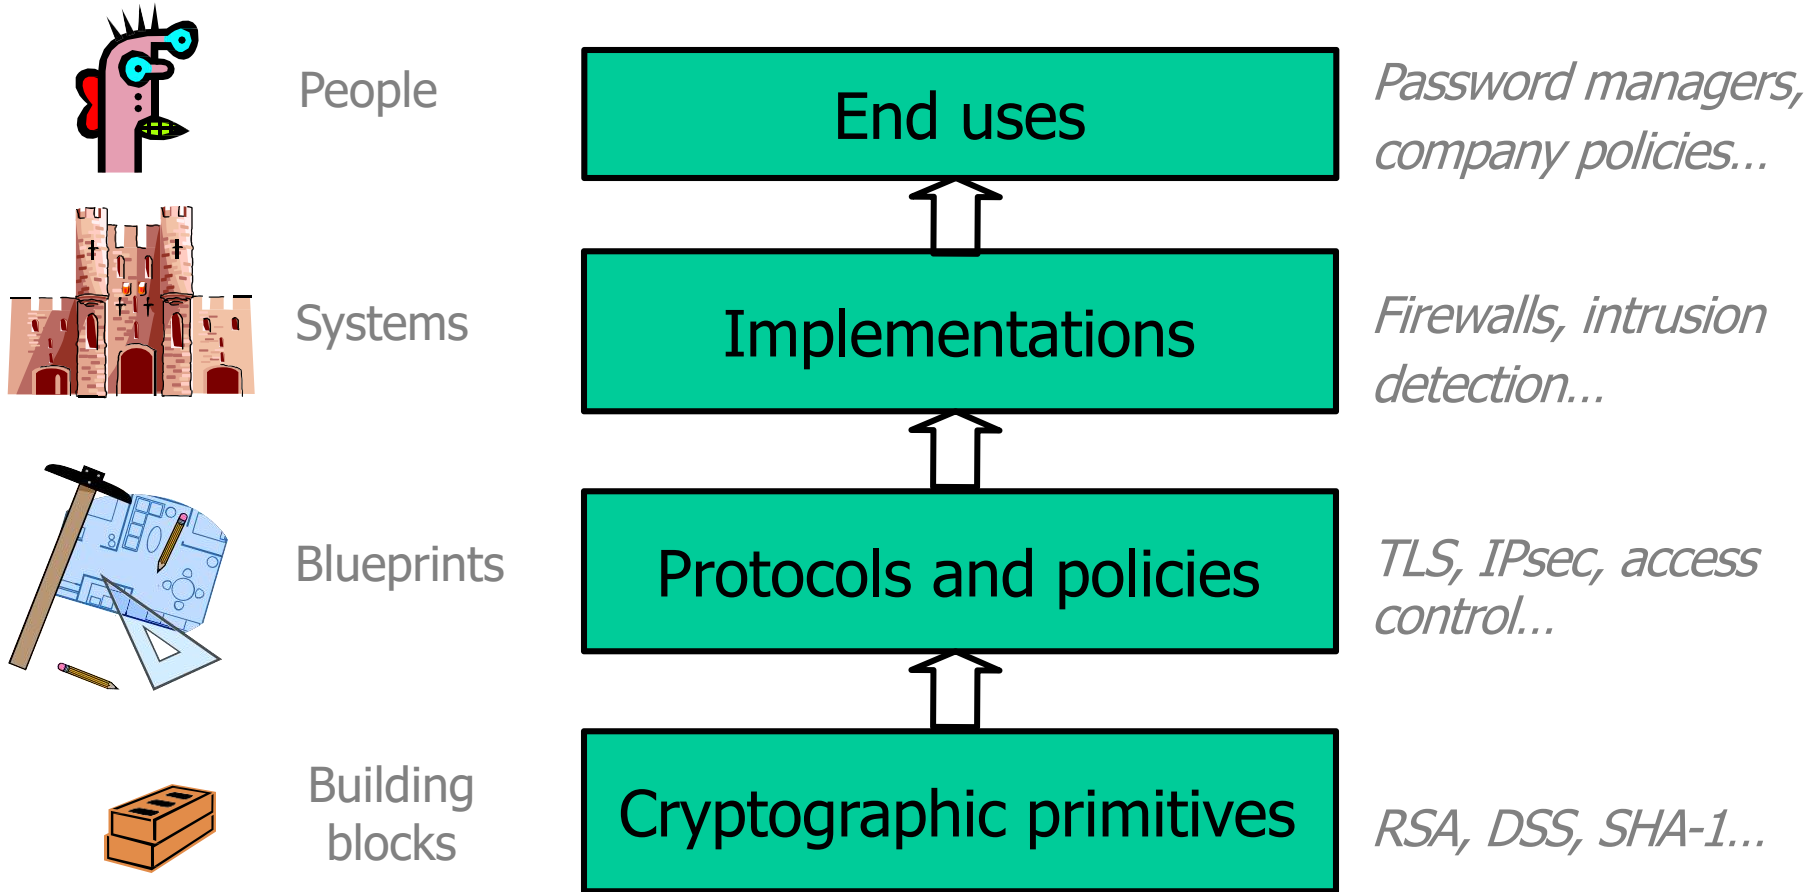 People
End uses
Password managers,
company policies…
Systems
Implementations
Firewalls, intrusion
detection…
Blueprints
Protocols and policies
TLS, IPsec, access
control…
Building
blocks
Cryptographic primitives
RSA, DSS, SHA-1…